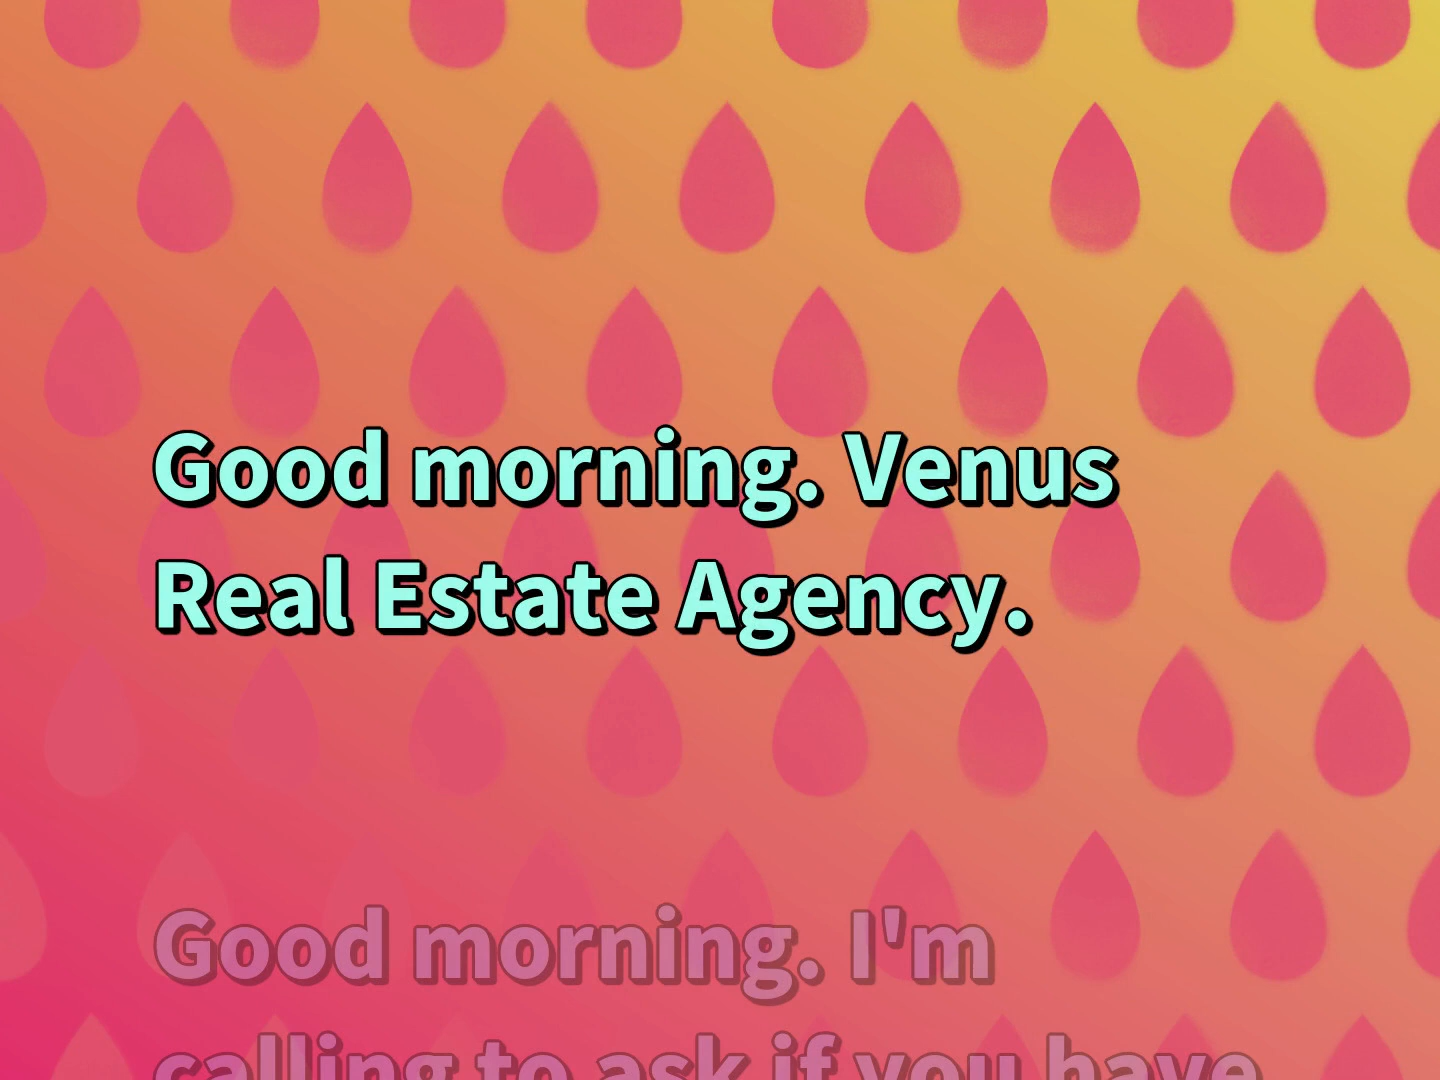 Good morning. Venus
Real Estate Agency.
Good morning. I'm
calling to ask if you have